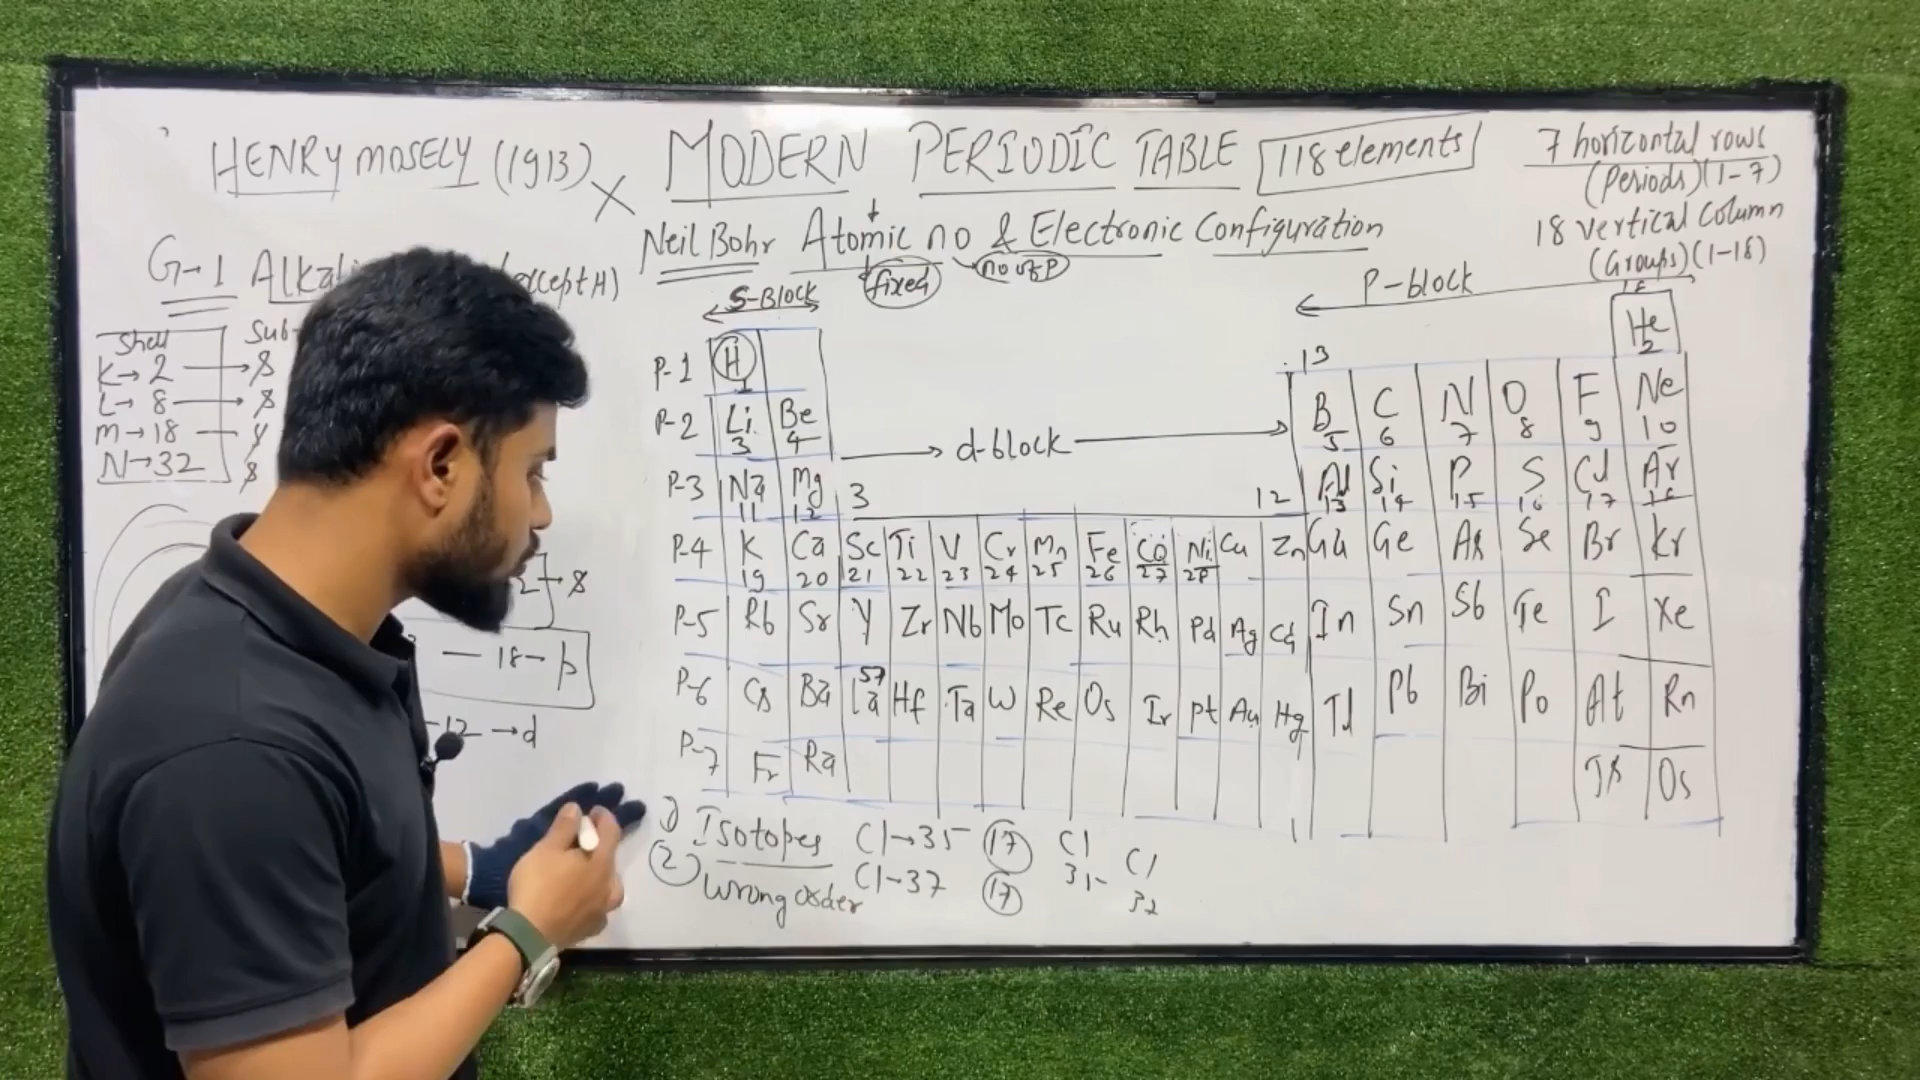 HENRY MOSELY (1913) X MODERN PERIODIC TABLE 118 elements
7 horizontal rows
(Periods) (1-7)
18 vertical Column
(Groups) (1-18)
Neil Bohr Atomic no & Electronic Configuration
fixed no of P
G-1 Alkali (except H)
Shell Sub-
K→2
L→8
M→18
N→32
2→8
—18—p
-12→d
S-Block
P-block
18
He
2
13
P-1 H
1
P-2 Li Be B C N O F Ne
3 4 5 6 7 8 9 10
→ d-block →
P-3 Na Mg Al Si P S Cl Ar
11 12 3 12 13 14 15 16 17 18
P-4 K Ca Sc Ti V Cr Mn Fe Co Ni Cu Zn Ga Ge As Se Br Kr
19 20 21 22 23 24 25 26 27 28
P-5 Rb Sr Y Zr Nb Mo Tc Ru Rh Pd Ag Cd In Sn Sb Te I Xe
57
P-6 Cs Ba La Hf Ta W Re Os Ir Pt Au Hg Tl Pb Bi Po At Rn
P-7 Fr Ra Ts Os
1) Isotopes Cl→35 17 Cl
2) Wrong order Cl-37 17 Cl